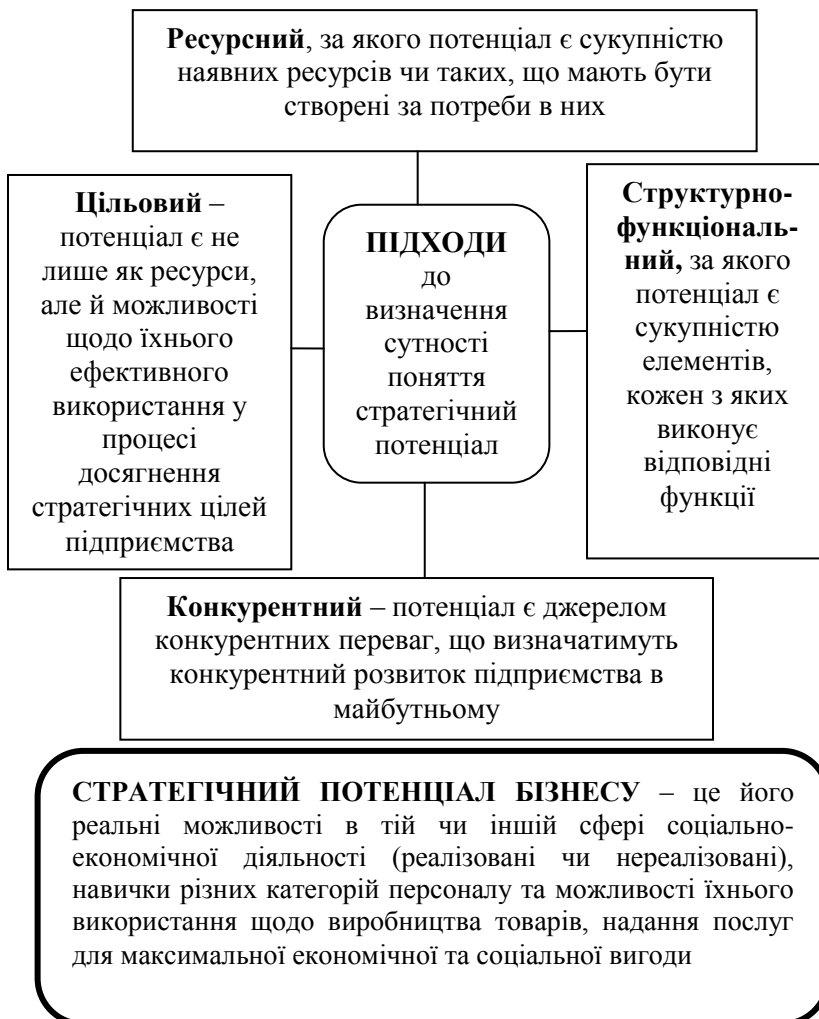 Ресурсний, за якого потенціал є сукупністю
наявних ресурсів чи таких, що мають бути
створені за потреби в них
Цільовий –
потенціал є не
лише як ресурси,
але й можливості
щодо їхнього
ефективного
використання у
процесі
досягнення
стратегічних цілей
підприємства
ПІДХОДИ
до
визначення
сутності
поняття
стратегічний
потенціал
Структурно-
функціональ-
ний, за якого
потенціал є
сукупністю
елементів,
кожен з яких
виконує
відповідні
функції
Конкурентний – потенціал є джерелом
конкурентних переваг, що визначатимуть
конкурентний розвиток підприємства в
майбутньому
СТРАТЕГІЧНИЙ ПОТЕНЦІАЛ БІЗНЕСУ – це його
реальні можливості в тій чи іншій сфері соціально-
економічної діяльності (реалізовані чи нереалізовані),
навички різних категорій персоналу та можливості їхнього
використання щодо виробництва товарів, надання послуг
для максимальної економічної та соціальної вигоди